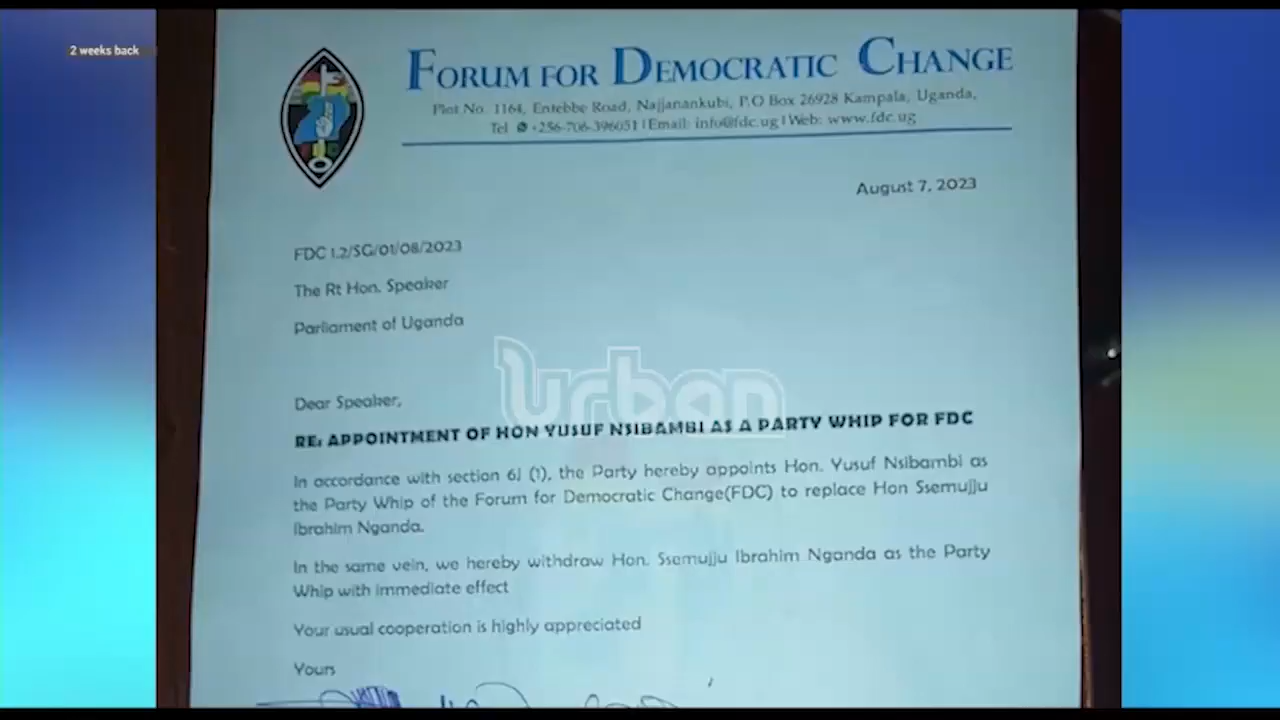 2 weeks back
FORUM FOR DEMOCRATIC CHANGE
Plot No. 1164, Entebbe Road, Najjanankubi, P.O Box 26928 Kampala, Uganda,
Tel +256-706-396051 | Email: info@fdc.ug | Web: www.fdc.ug
August 7, 2023
FDC 1.2/SG/01/08/2023
The Rt Hon. Speaker
Parliament of Uganda
urban
Dear Speaker,
RE: APPOINTMENT OF HON YUSUF NSIBAMBI AS A PARTY WHIP FOR FDC
In accordance with section 6J (1), the Party hereby appoints Hon. Yusuf Nsibambi as
the Party Whip of the Forum for Democratic Change(FDC) to replace Hon Ssemujju
Ibrahim Nganda.
In the same vein, we hereby withdraw Hon. Ssemujju Ibrahim Nganda as the Party
Whip with immediate effect
Your usual cooperation is highly appreciated
Yours